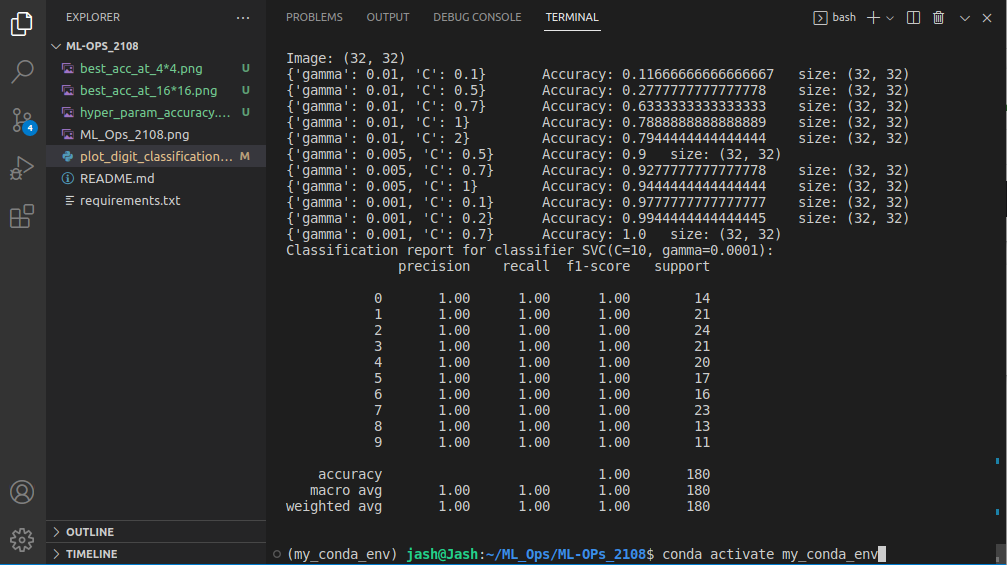 EXPLORER ...
ML-OPS_2108
best_acc_at_4*4.png U
best_acc_at_16*16.png U
hyper_param_accuracy.... U
ML_Ops_2108.png
plot_digit_classification... M
README.md
requirements.txt
4
OUTLINE
TIMELINE
PROBLEMS OUTPUT DEBUG CONSOLE TERMINAL bash
Image: (32, 32)
{'gamma': 0.01, 'C': 0.1} Accuracy: 0.11666666666666667 size: (32, 32)
{'gamma': 0.01, 'C': 0.5} Accuracy: 0.2777777777777778 size: (32, 32)
{'gamma': 0.01, 'C': 0.7} Accuracy: 0.6333333333333333 size: (32, 32)
{'gamma': 0.01, 'C': 1} Accuracy: 0.7888888888888889 size: (32, 32)
{'gamma': 0.01, 'C': 2} Accuracy: 0.7944444444444444 size: (32, 32)
{'gamma': 0.005, 'C': 0.5} Accuracy: 0.9 size: (32, 32)
{'gamma': 0.005, 'C': 0.7} Accuracy: 0.9277777777777778 size: (32, 32)
{'gamma': 0.005, 'C': 1} Accuracy: 0.9444444444444444 size: (32, 32)
{'gamma': 0.001, 'C': 0.1} Accuracy: 0.9777777777777777 size: (32, 32)
{'gamma': 0.001, 'C': 0.2} Accuracy: 0.9944444444444445 size: (32, 32)
{'gamma': 0.001, 'C': 0.7} Accuracy: 1.0 size: (32, 32)
Classification report for classifier SVC(C=10, gamma=0.0001):
precision recall f1-score support
0 1.00 1.00 1.00 14
1 1.00 1.00 1.00 21
2 1.00 1.00 1.00 24
3 1.00 1.00 1.00 21
4 1.00 1.00 1.00 20
5 1.00 1.00 1.00 17
6 1.00 1.00 1.00 16
7 1.00 1.00 1.00 23
8 1.00 1.00 1.00 13
9 1.00 1.00 1.00 11
accuracy 1.00 180
macro avg 1.00 1.00 1.00 180
weighted avg 1.00 1.00 1.00 180
(my_conda_env) jash@Jash:~/ML_Ops/ML-OPs_2108$ conda activate my_conda_env